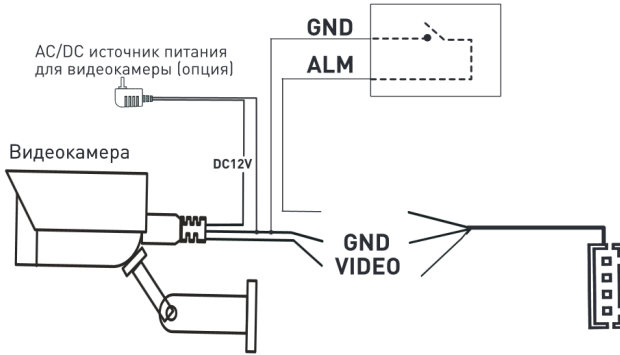 GND
AC/DC источник питания
для видеокамеры (опция)
ALM
Видеокамера
DC12V
GND
VIDEO